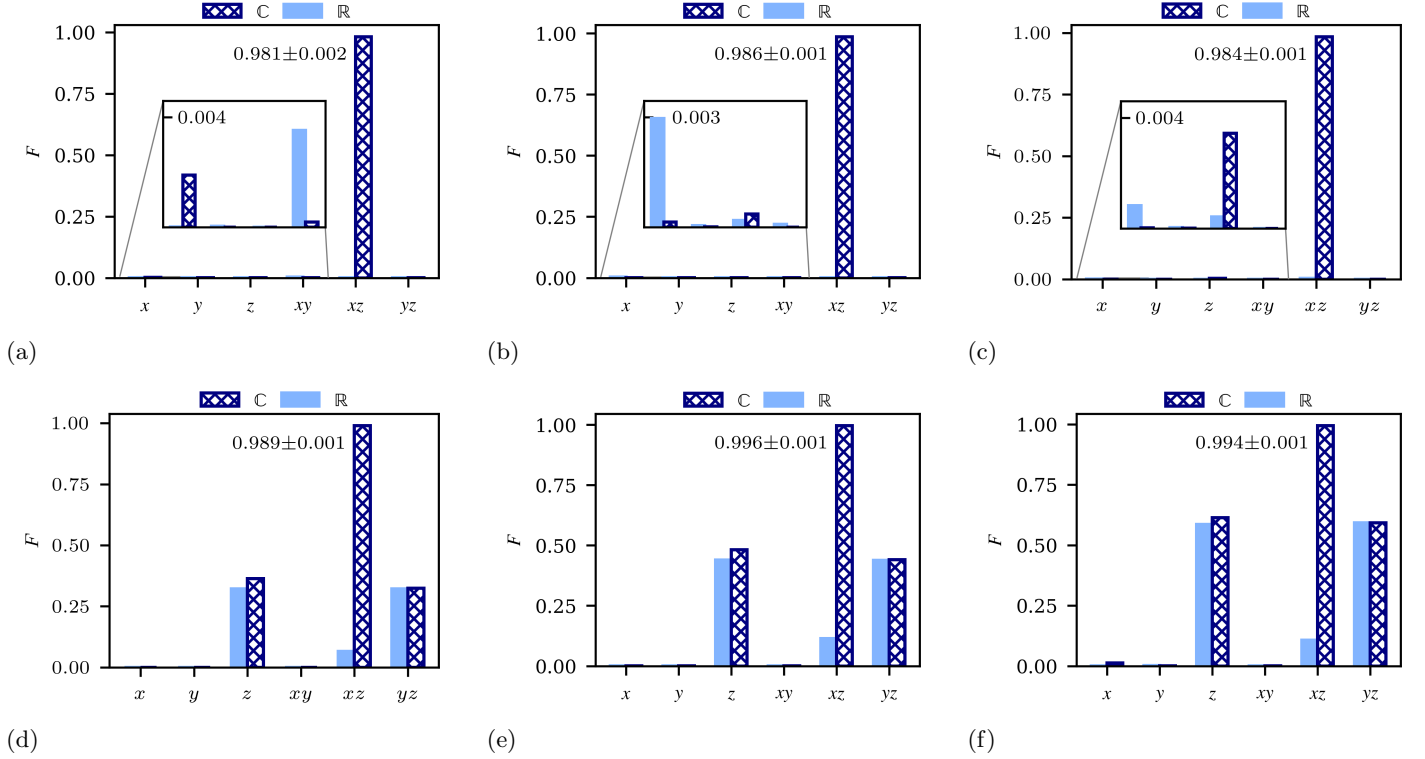 ℂ ℝ
1.00
0.75
0.50
0.25
0.00
F
0.981±0.002
0.004
x y z xy xz yz
(a)
ℂ ℝ
1.00
0.75
0.50
0.25
0.00
F
0.986±0.001
0.003
x y z xy xz yz
(b)
ℂ ℝ
1.00
0.75
0.50
0.25
0.00
F
0.984±0.001
0.004
x y z xy xz yz
(c)
ℂ ℝ
1.00
0.75
0.50
0.25
0.00
F
0.989±0.001
x y z xy xz yz
(d)
ℂ ℝ
1.00
0.75
0.50
0.25
0.00
F
0.996±0.001
x y z xy xz yz
(e)
ℂ ℝ
1.00
0.75
0.50
0.25
0.00
F
0.994±0.001
x y z xy xz yz
(f)